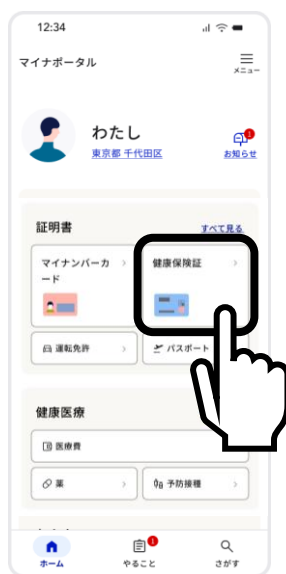 12:34
マイナポータル
メニュー
わたし
東京都 千代田区
1
お知らせ
証明書
すべて見る
マイナンバーカ
ード
健康保険証
運転免許
パスポート
健康医療
医療費
薬
予防接種
1
ホーム
やること
さがす